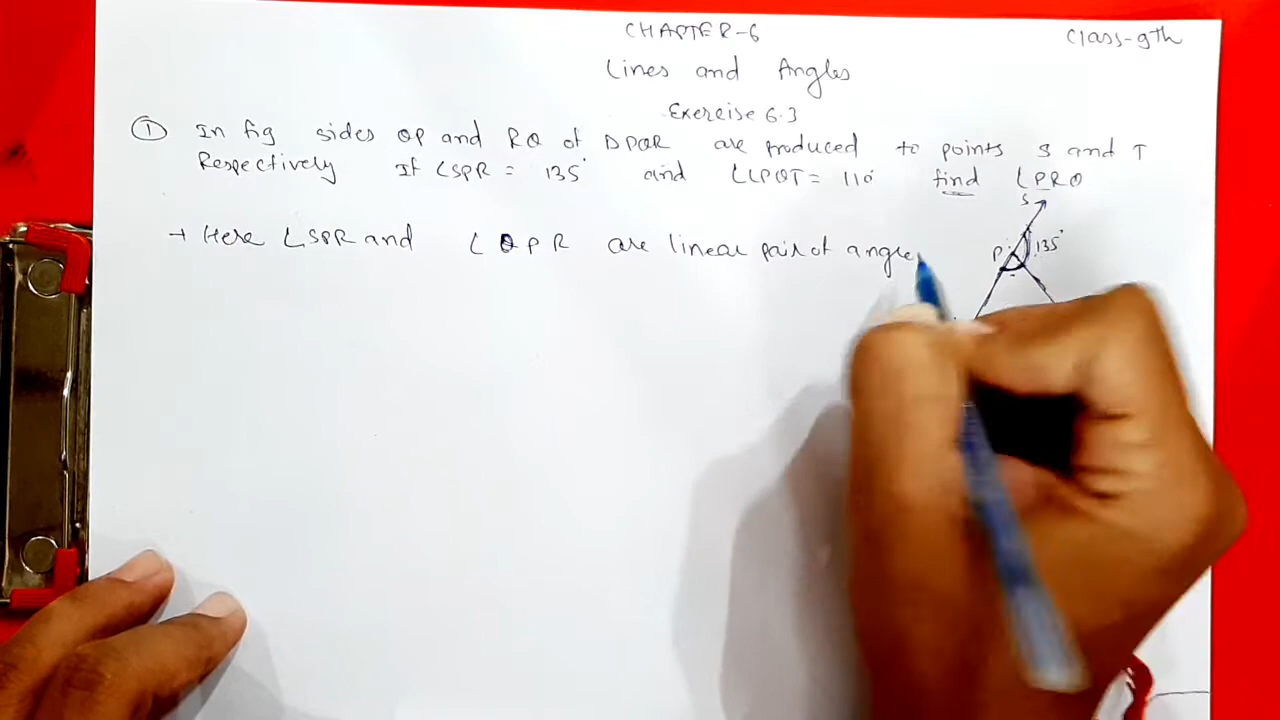 CHAPTER-6
Class-9th
Lines and Angles
Exercise 6.3
① In fig sides QP and RQ of ΔPQR are produced to points S and T
Respectively If ∠SPR = 135° and ∠LPQT = 110° find ∠PRQ
→ Here ∠SPR and ∠QPR are linear pair of angle
S
P 135°